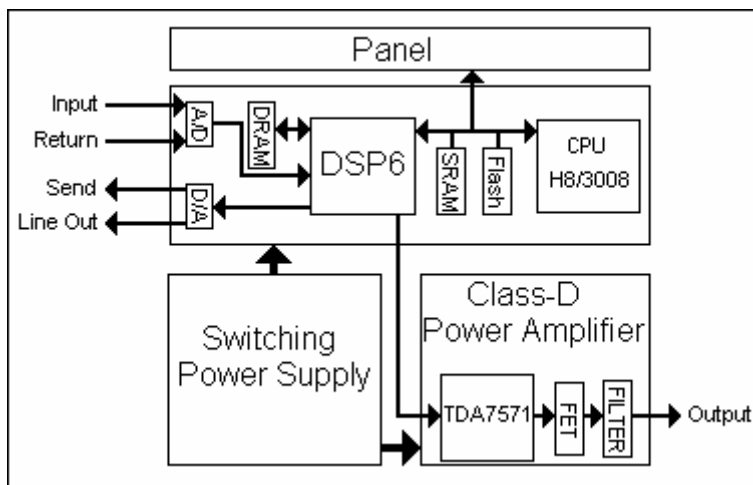 Panel
Input
Return
Send
Line Out
A/D
D/A
DRAM
DSP6
SRAM
Flash
CPU
H8/3008
Switching
Power Supply
Class-D
Power Amplifier
TDA7571
FET
FILTER
Output